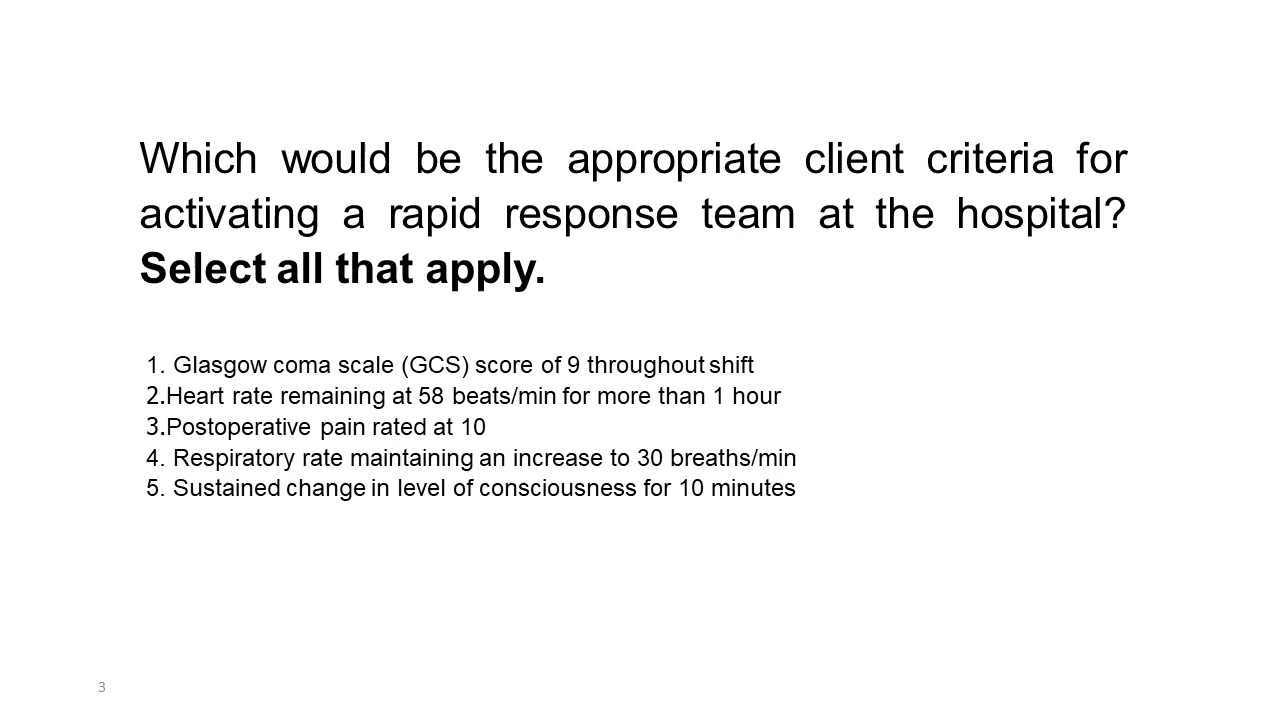 Which would be the appropriate client criteria for
activating a rapid response team at the hospital?
Select all that apply.
1. Glasgow coma scale (GCS) score of 9 throughout shift
2.Heart rate remaining at 58 beats/min for more than 1 hour
3.Postoperative pain rated at 10
4. Respiratory rate maintaining an increase to 30 breaths/min
5. Sustained change in level of consciousness for 10 minutes
3